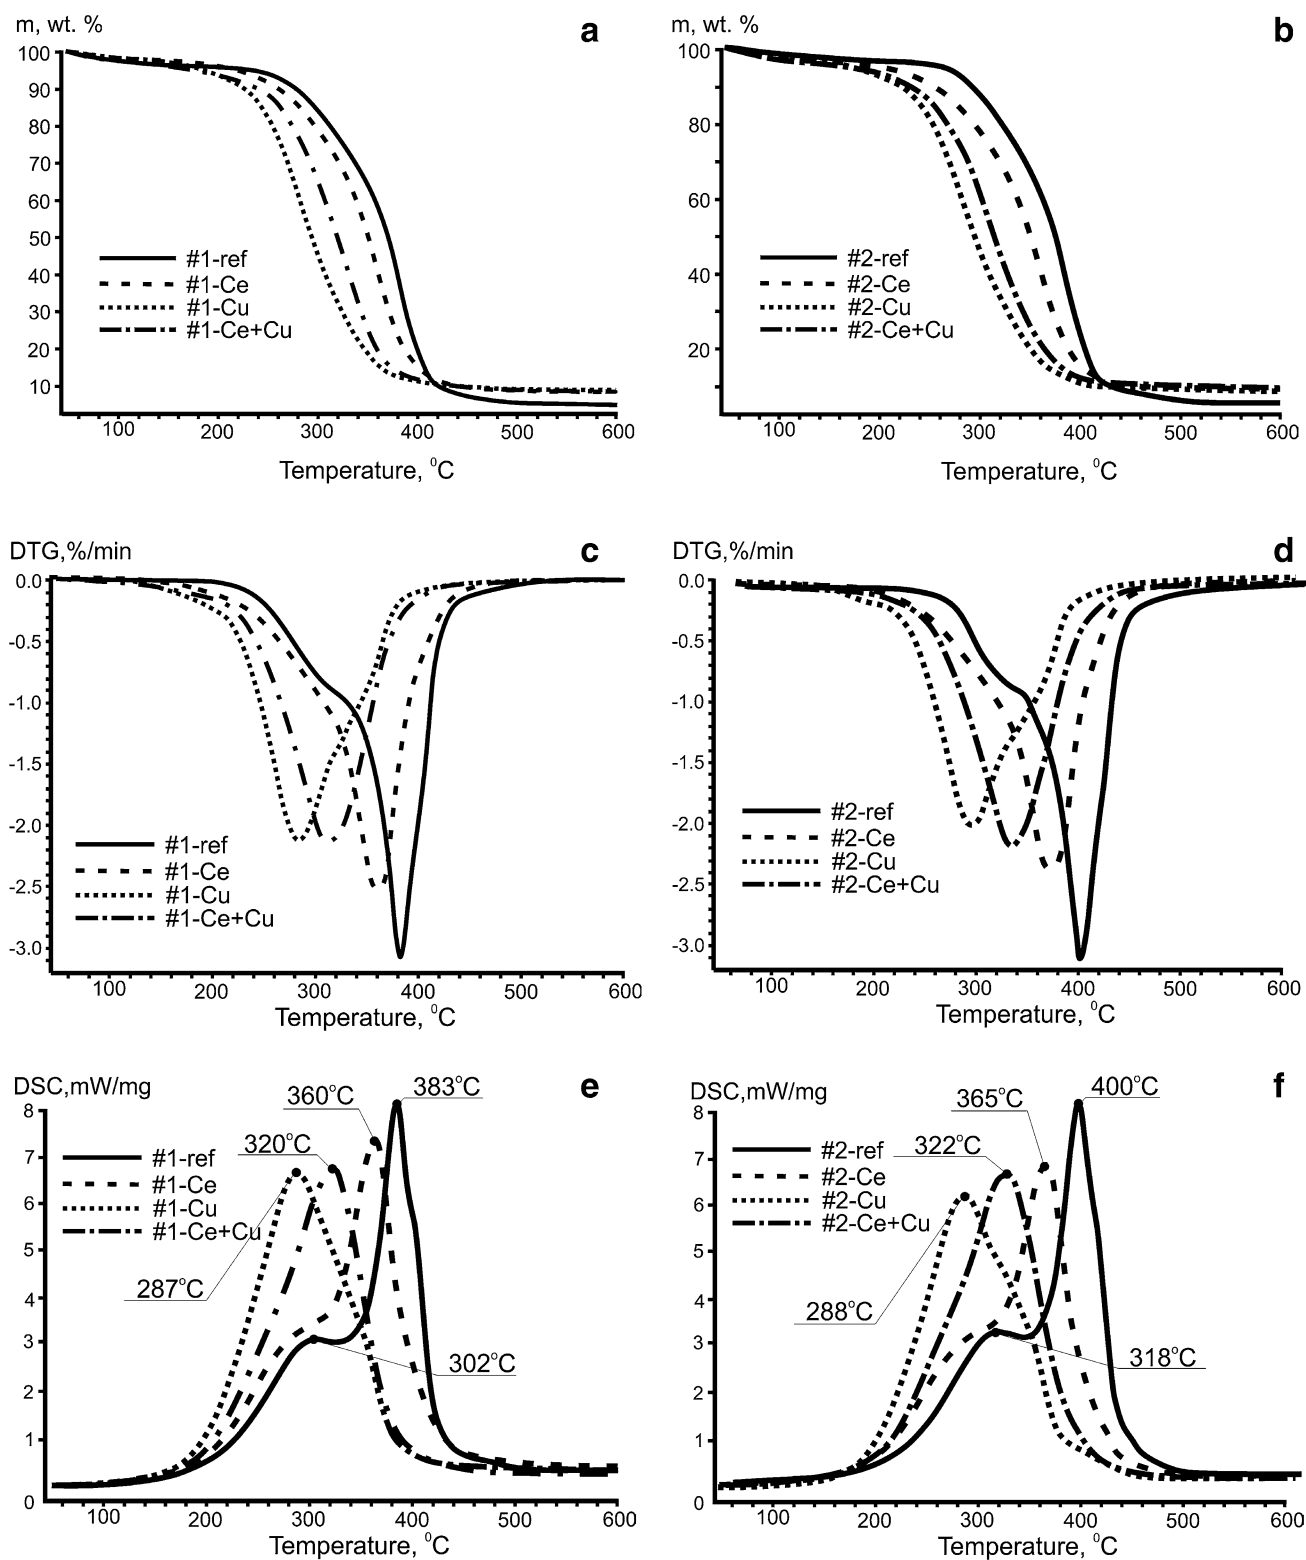 m, wt. %
a
100
90
80
70
60
50
40
30
20
10
#1-ref
#1-Ce
#1-Cu
#1-Ce+Cu
100 200 300 400 500 600
Temperature, ⁰C
m, wt. %
b
100
80
60
40
20
#2-ref
#2-Ce
#2-Cu
#2-Ce+Cu
100 200 300 400 500 600
Temperature, ⁰C
DTG,%/min
c
0.0
-0.5
-1.0
-1.5
-2.0
-2.5
-3.0
#1-ref
#1-Ce
#1-Cu
#1-Ce+Cu
100 200 300 400 500 600
Temperature, ⁰C
DTG,%/min
d
0.0
-0.5
-1.0
-1.5
-2.0
-2.5
-3.0
#2-ref
#2-Ce
#2-Cu
#2-Ce+Cu
100 200 300 400 500 600
Temperature, ⁰C
DSC,mW/mg
e
8
7
6
5
4
3
2
1
0
360°C
383°C
320°C
#1-ref
#1-Ce
#1-Cu
#1-Ce+Cu
287°C
302°C
100 200 300 400 500 600
Temperature, ⁰C
DSC,mW/mg
f
8
7
6
5
4
3
2
1
0
365°C
400°C
322°C
#2-ref
#2-Ce
#2-Cu
#2-Ce+Cu
288°C
318°C
100 200 300 400 500 600
Temperature, ⁰C